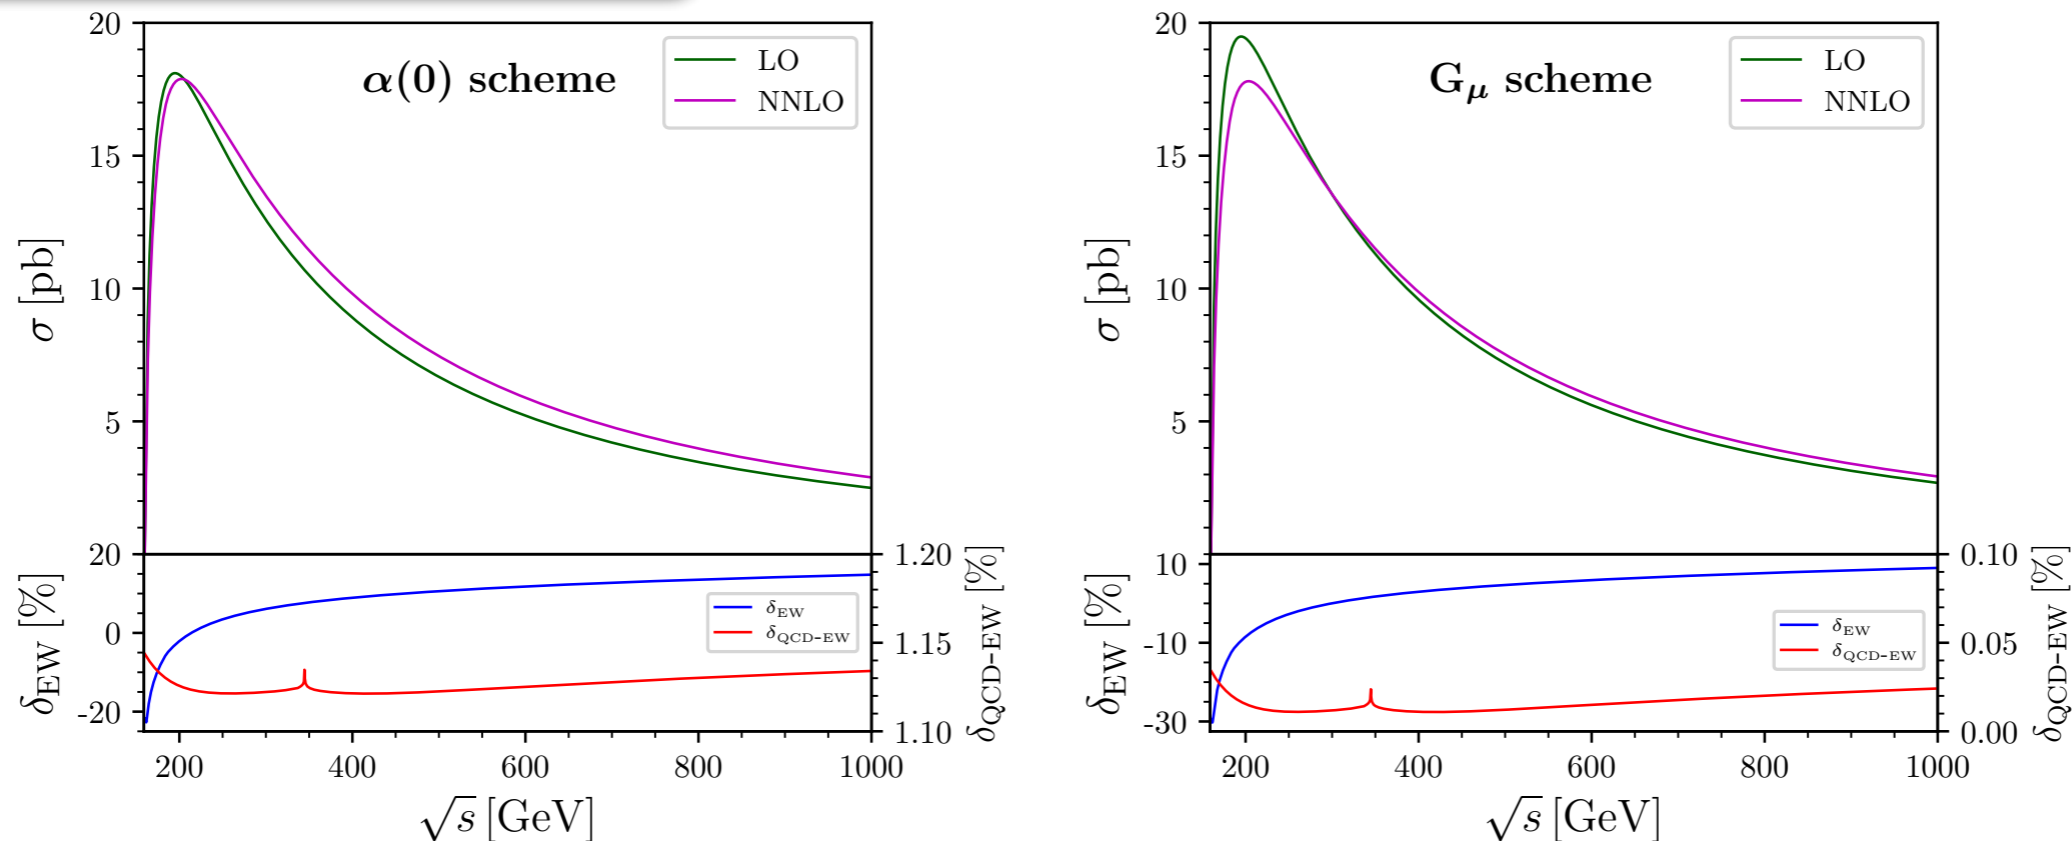 α(0) scheme
LO
NNLO
20
15
10
5
σ [pb]
20
0
-20
δEW [%]
1.20
1.15
1.10
δQCD-EW [%]
δEW
δQCD-EW
200 400 600 800 1000
√s [GeV]
Gμ scheme
LO
NNLO
20
15
10
5
σ [pb]
10
-10
-30
δEW [%]
0.10
0.05
0.00
δQCD-EW [%]
δEW
δQCD-EW
200 400 600 800 1000
√s [GeV]